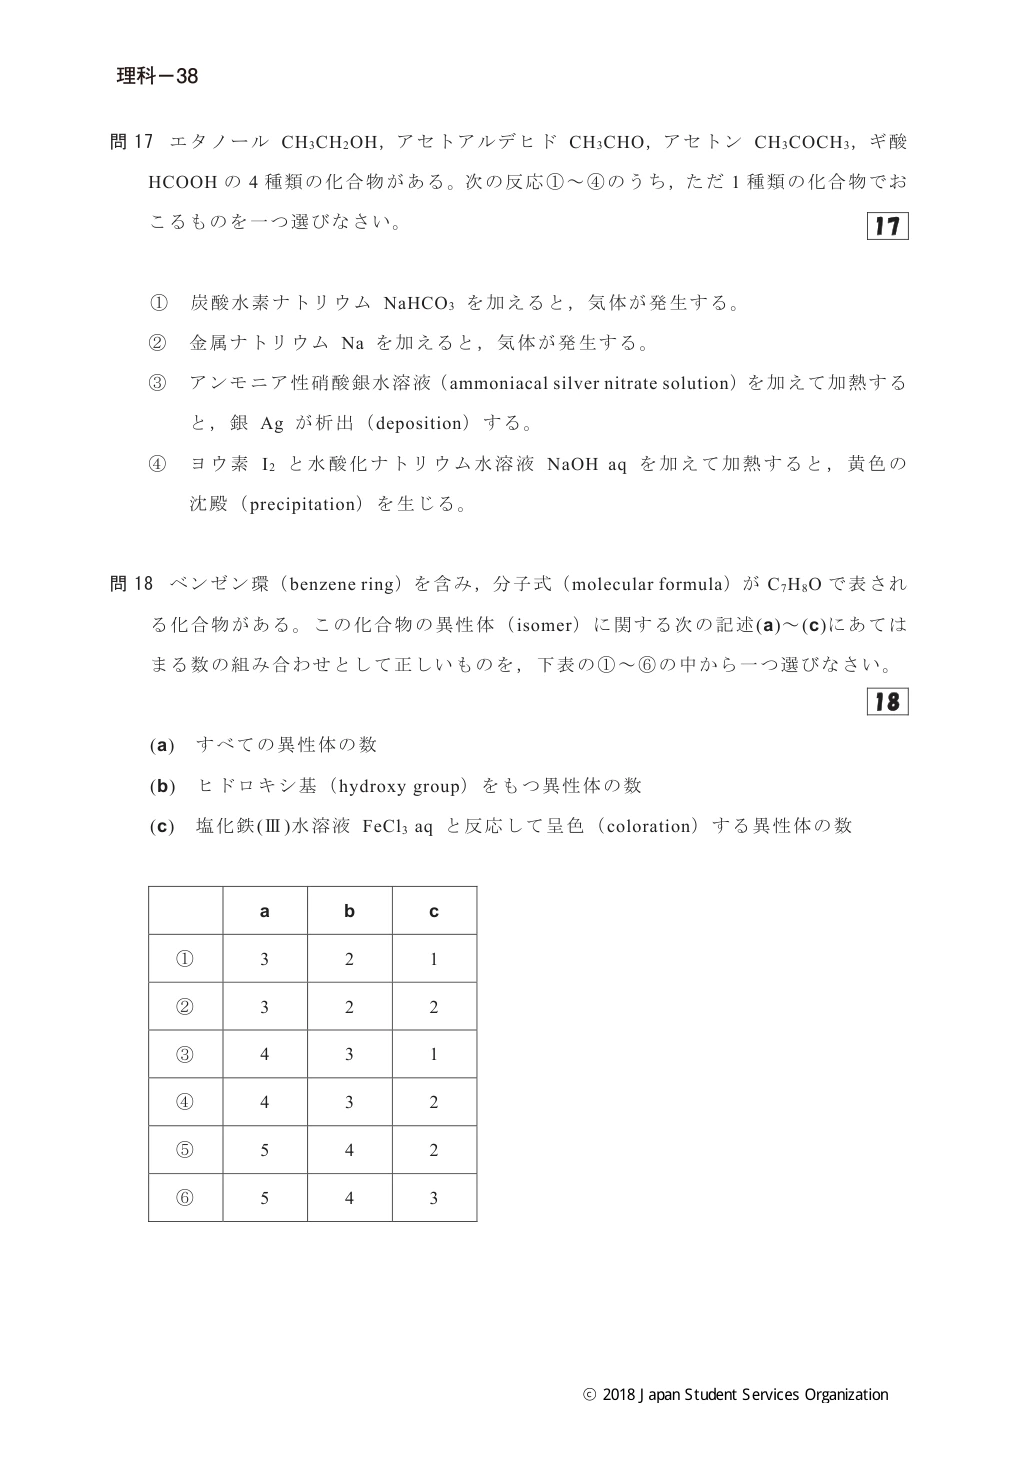 理科－38
問 17 エタノール CH₃CH₂OH，アセトアルデヒド CH₃CHO，アセトン CH₃COCH₃，ギ酸
HCOOH の 4 種類の化合物がある。次の反応①～④のうち，ただ 1 種類の化合物でお
こるものを一つ選びなさい。
17
① 炭酸水素ナトリウム NaHCO₃ を加えると，気体が発生する。
② 金属ナトリウム Na を加えると，気体が発生する。
③ アンモニア性硝酸銀水溶液（ammoniacal silver nitrate solution）を加えて加熱する
と，銀 Ag が析出（deposition）する。
④ ヨウ素 I₂ と水酸化ナトリウム水溶液 NaOH aq を加えて加熱すると，黄色の
沈殿（precipitation）を生じる。
問 18 ベンゼン環（benzene ring）を含み，分子式（molecular formula）が C₇H₈O で表され
る化合物がある。この化合物の異性体（isomer）に関する次の記述(a)～(c)にあては
まる数の組み合わせとして正しいものを，下表の①～⑥の中から一つ選びなさい。
18
(a) すべての異性体の数
(b) ヒドロキシ基（hydroxy group）をもつ異性体の数
(c) 塩化鉄(Ⅲ)水溶液 FeCl₃ aq と反応して呈色（coloration）する異性体の数
a b c
① 3 2 1
② 3 2 2
③ 4 3 1
④ 4 3 2
⑤ 5 4 2
⑥ 5 4 3
© 2018 Japan Student Services Organization